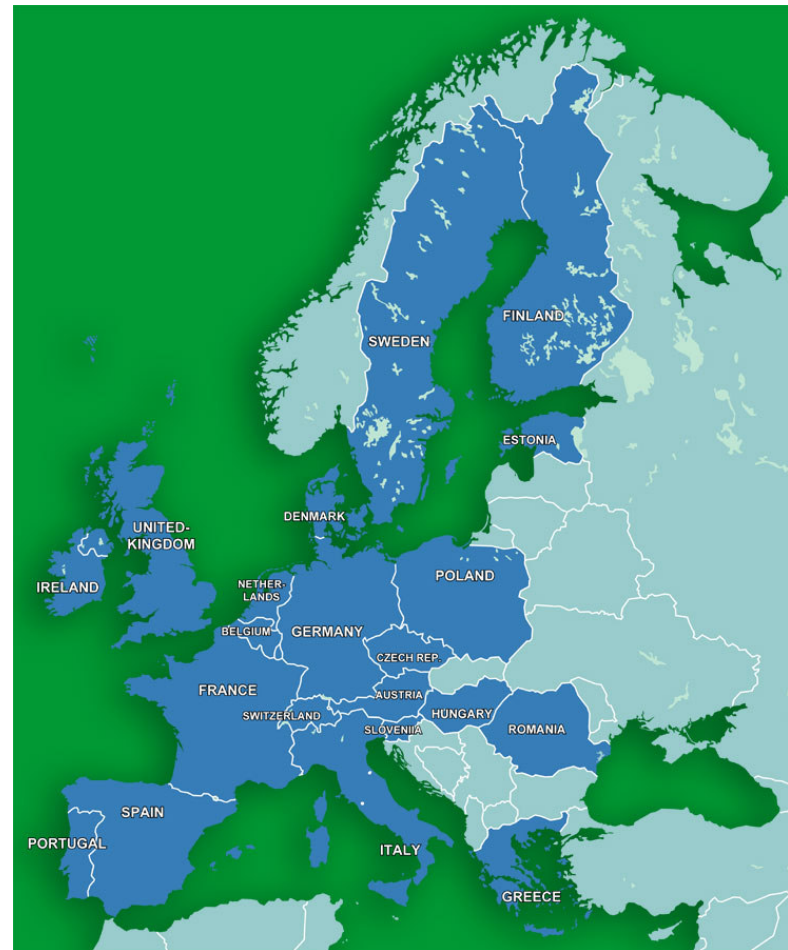 FINLAND
SWEDEN
ESTONIA
DENMARK
UNITED-
KINGDOM
IRELAND
NETHER-
LANDS
POLAND
BELGIUM
GERMANY
CZECH REP.
FRANCE
AUSTRIA
SWITZERLAND
HUNGARY
SLOVENIIA
ROMANIA
SPAIN
PORTUGAL
ITALY
GREECE